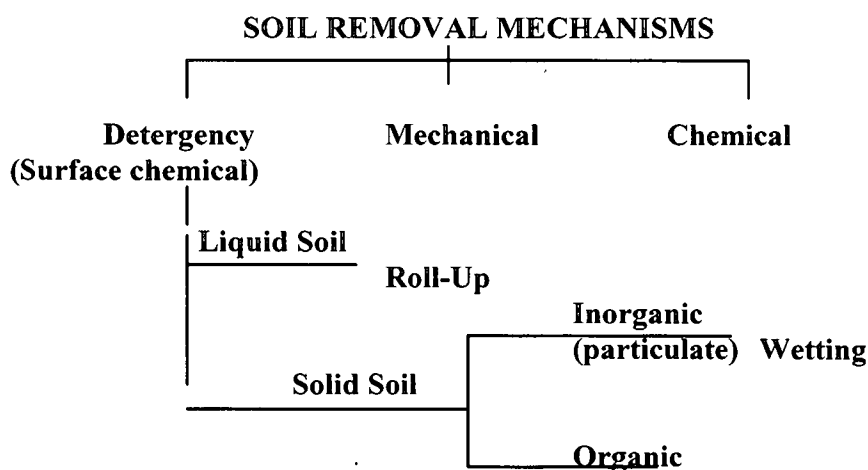 SOIL REMOVAL MECHANISMS
Detergency Mechanical Chemical
(Surface chemical)
Liquid Soil
Roll-Up
Inorganic
(particulate) Wetting
Solid Soil
Organic